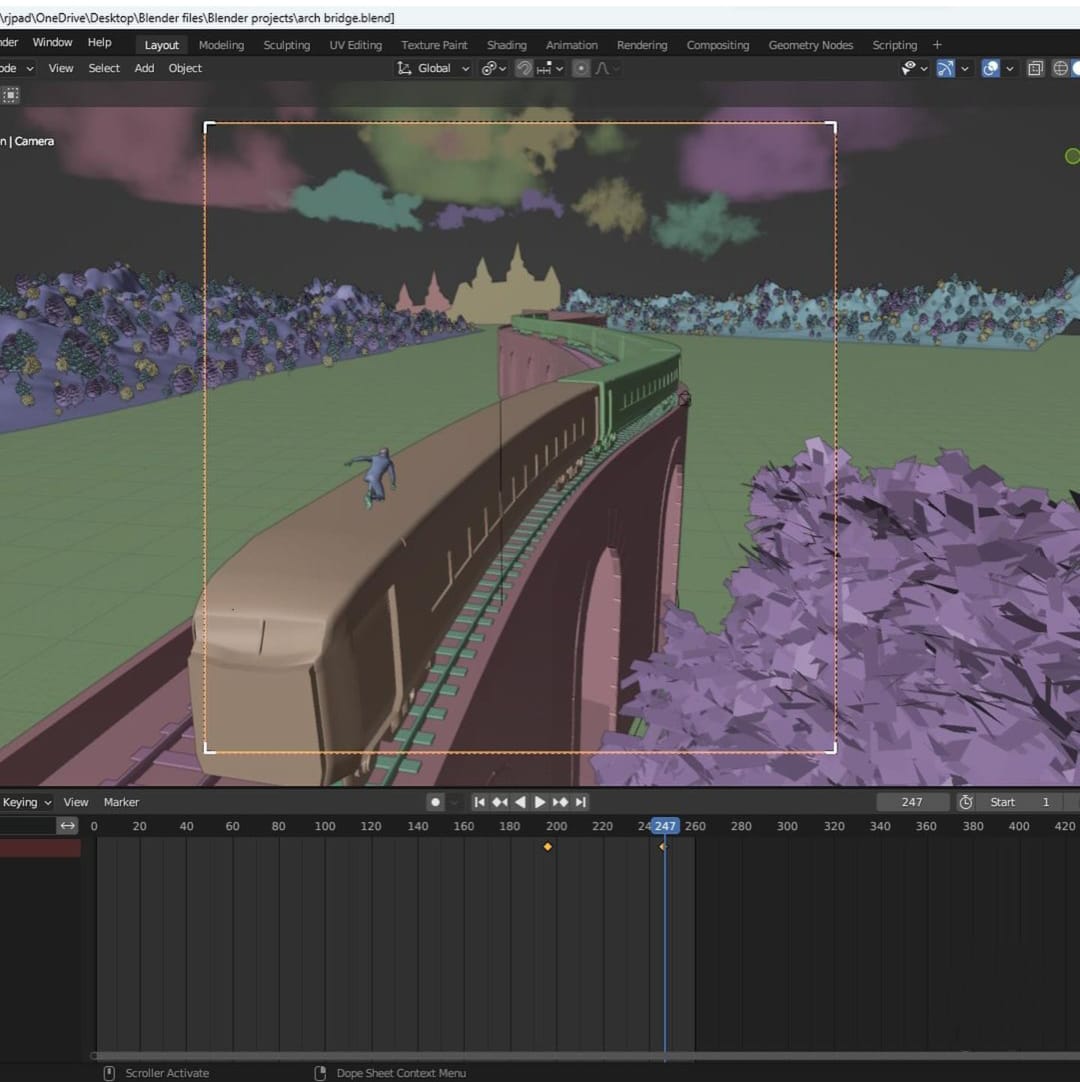 \rjpad\OneDrive\Desktop\Blender files\Blender projects\arch bridge.blend]
nder Window Help Layout Modeling Sculpting UV Editing Texture Paint Shading Animation Rendering Compositing Geometry Nodes Scripting +
ode View Select Add Object Global
n | Camera
Keying View Marker 247 Start 1
0 20 40 60 80 100 120 140 160 180 200 220 24 247 260 280 300 320 340 360 380 400 420
Scroller Activate Dope Sheet Context Menu